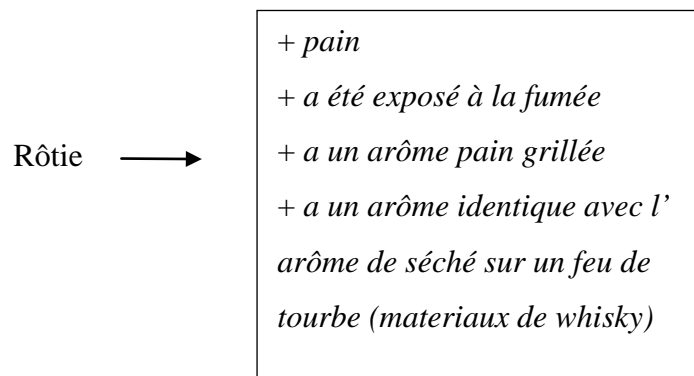 + pain
+ a été exposé à la fumée
Rôtie
+ a un arôme pain grillée
+ a un arôme identique avec l'
arôme de séché sur un feu de
tourbe (materiaux de whisky)